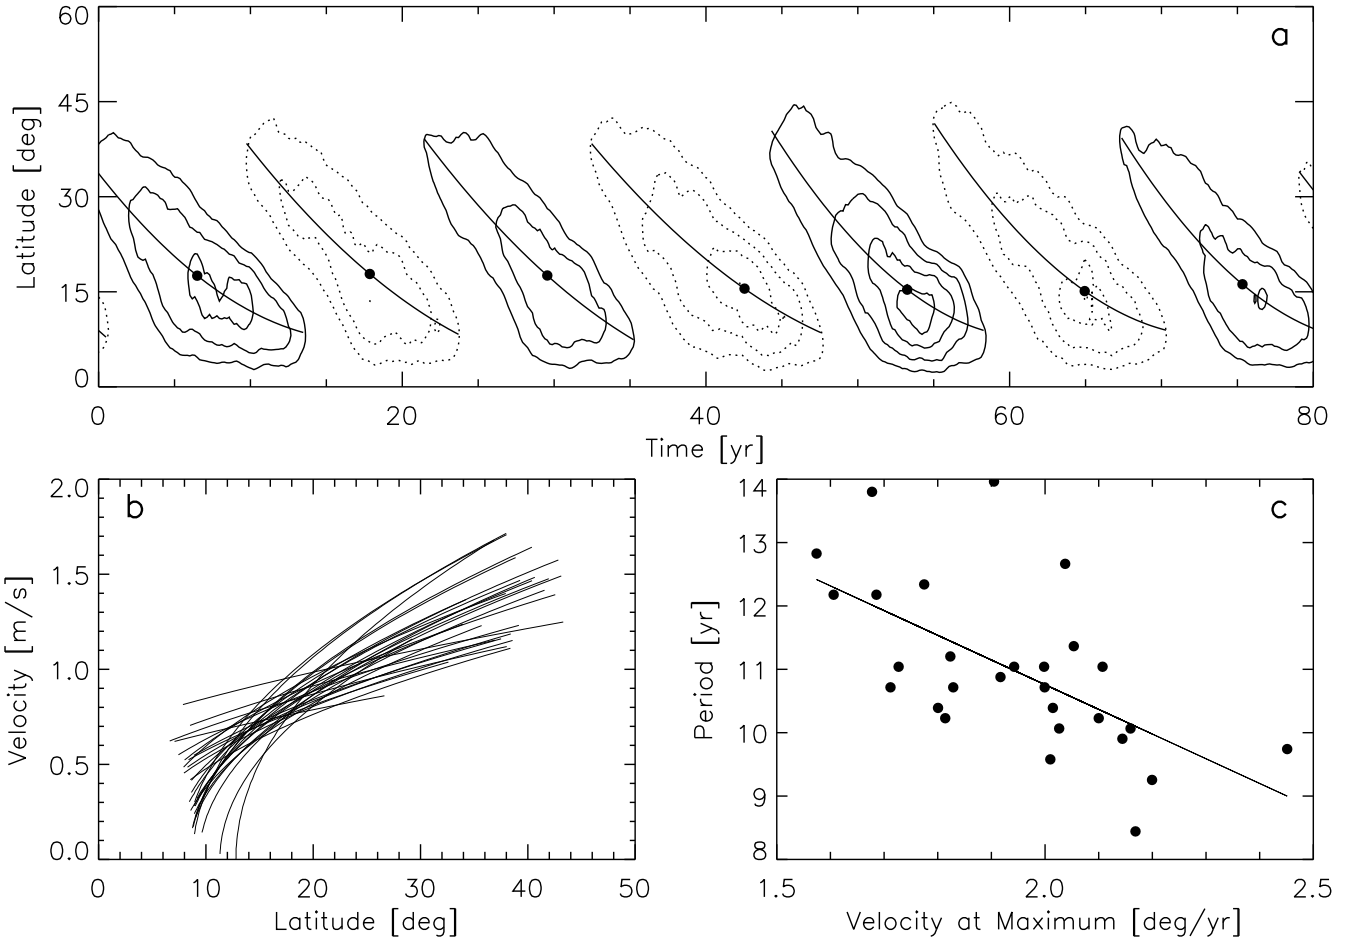 60
a
45
Latitude [deg]
30
15
0
0 20 40 60 80
Time [yr]
2.0
b
1.5
Velocity [m/s]
1.0
0.5
0.0
0 10 20 30 40 50
Latitude [deg]
14
c
13
12
Period [yr]
11
10
9
8
1.5 2.0 2.5
Velocity at Maximum [deg/yr]